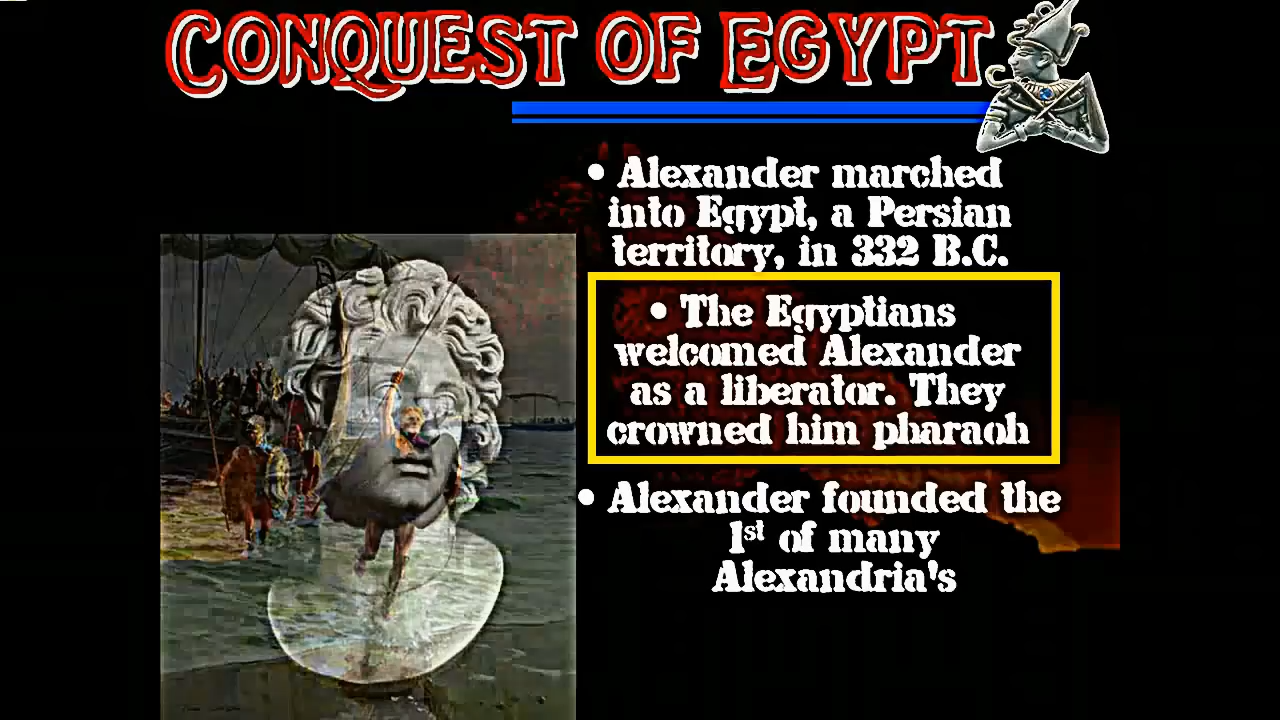 CONQUEST OF EGYPT
• Alexander marched
into Egypt, a Persian
territory, in 332 B.C.
• The Egyptians
welcomed Alexander
as a liberator. They
crowned him pharaoh
• Alexander founded the
1st of many
Alexandria's